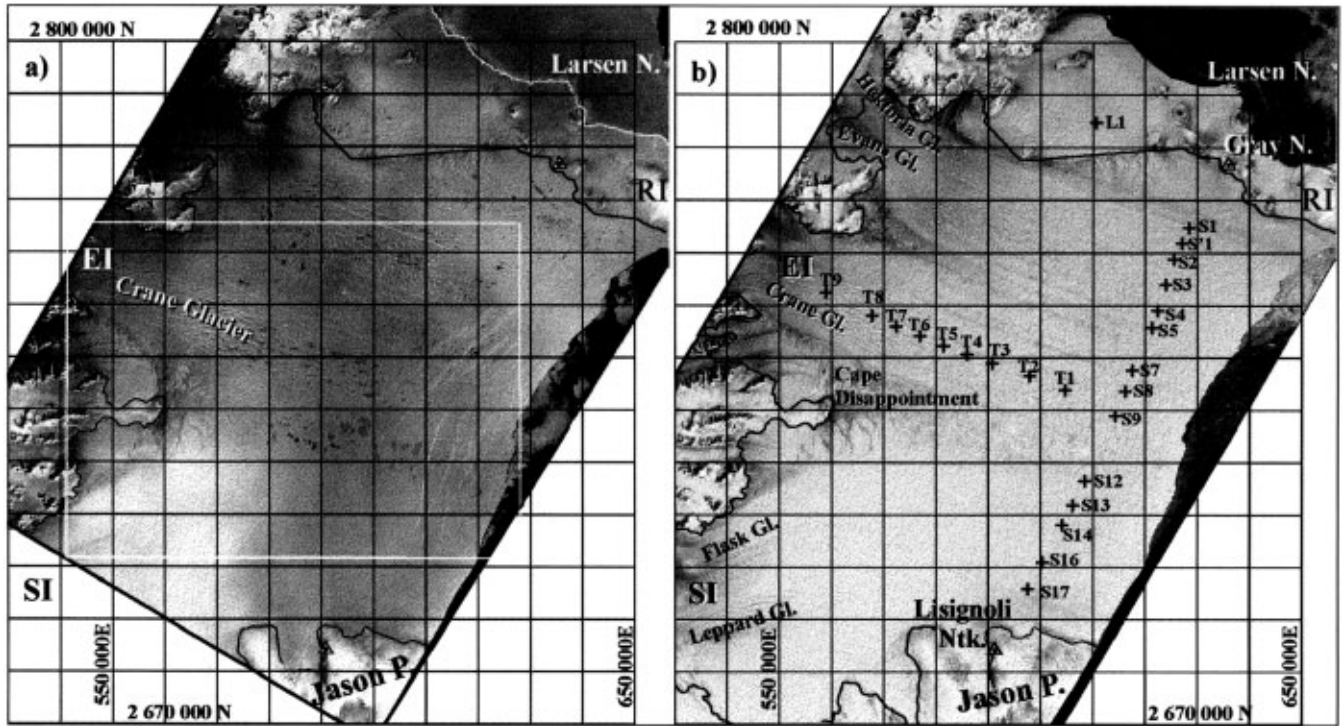 2 800 000 N
a)
Larsen N.
RI
EI
Crane Glacier
SI
550 000E
650 000E
Jason P.
2 670 000 N
2 800 000 N
b)
Larsen N.
Hektoria Gl.
Evans Gl.
L1
Gray N.
RI
S1
S'1
S2
EI
T9
S3
Crane Gl.
T8
T7
S4
T6
S5
T5
T4
T3
T2
S7
Cape
T1
S8
Disappointment
S9
S12
S13
Flask Gl.
S14
S16
SI
S17
Leppard Gl.
Lisignoli
Ntk.
550 000E
650 000E
Jason P.
2 670 000 N